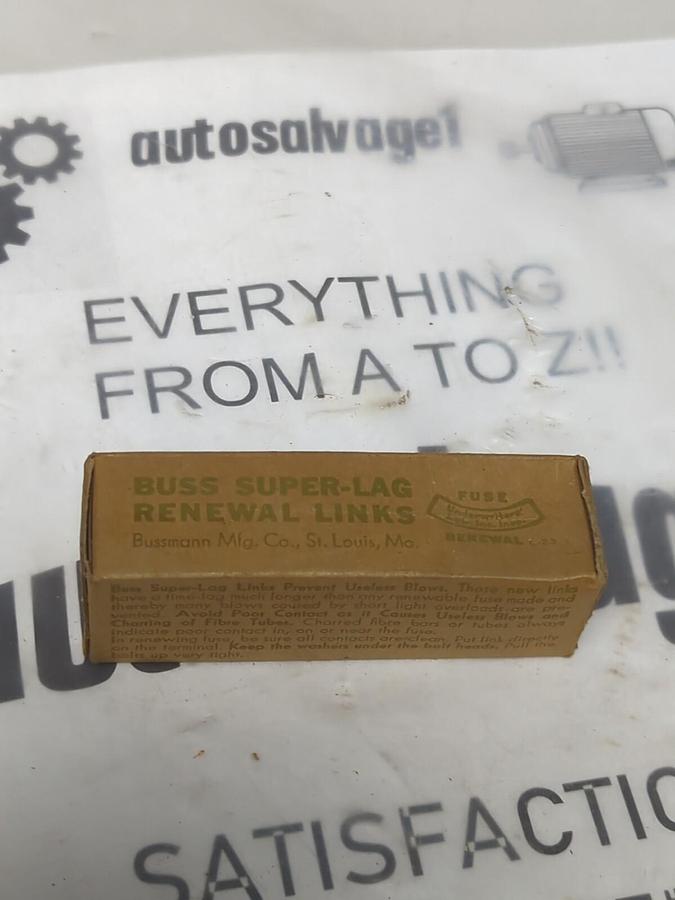 autosalvage1
EVERYTHING
FROM A TO Z!!
BUSS SUPER-LAG
RENEWAL LINKS
Bussmann Mfg. Co., St. Louis, Mo.
FUSE
Underwriters'
Lab. Inc. Insp.
RENEWAL
Buss Super-Lag Links Prevent Useless Blows. These new links
have a time-lag much longer than any renewable fuse made and
thereby many blows caused by short light overloads are pre-
vented. Avoid Poor Contact as it Causes Useless Blows and
Charring of Fibre Tubes. Charred fibre bars or tubes always
indicate poor contact in, on or near the fuse.
In renewing fuse, be sure all contacts are clean. Put link directly
on the terminal. Keep the washers under the bolt heads. Pull the
bolts up very tight.
SATISFACTIO